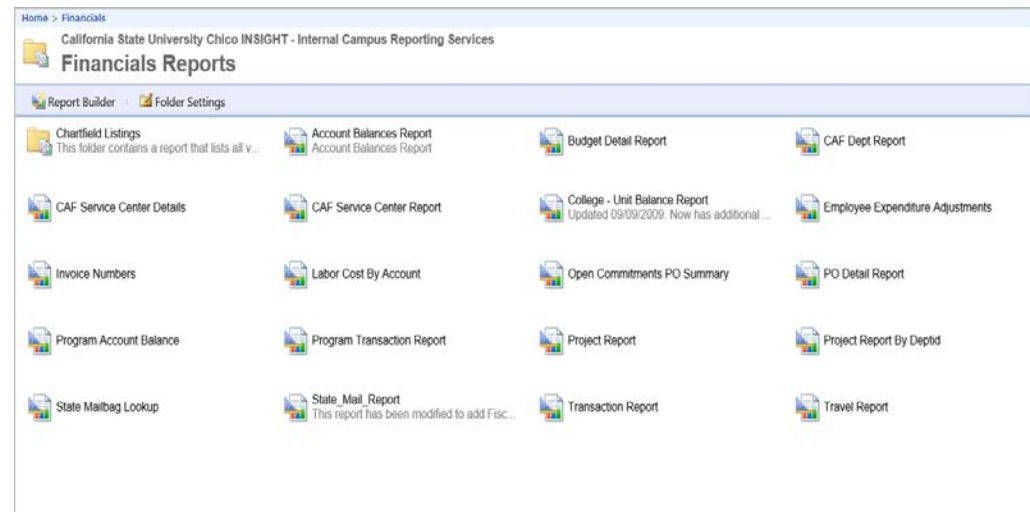 Home > Financials
California State University Chico INSIGHT - Internal Campus Reporting Services
Financials Reports
Report Builder
Folder Settings
Chartfield Listings
This folder contains a report that lists all v...
Account Balances Report
Account Balances Report
Budget Detail Report
CAF Dept Report
CAF Service Center Details
CAF Service Center Report
College - Unit Balance Report
Updated 09/09/2009. Now has additional ...
Employee Expenditure Adjustments
Invoice Numbers
Labor Cost By Account
Open Commitments PO Summary
PO Detail Report
Program Account Balance
Program Transaction Report
Project Report
Project Report By Deptid
State Mailbag Lookup
State_Mail_Report
This report has been modified to add Fisc...
Transaction Report
Travel Report